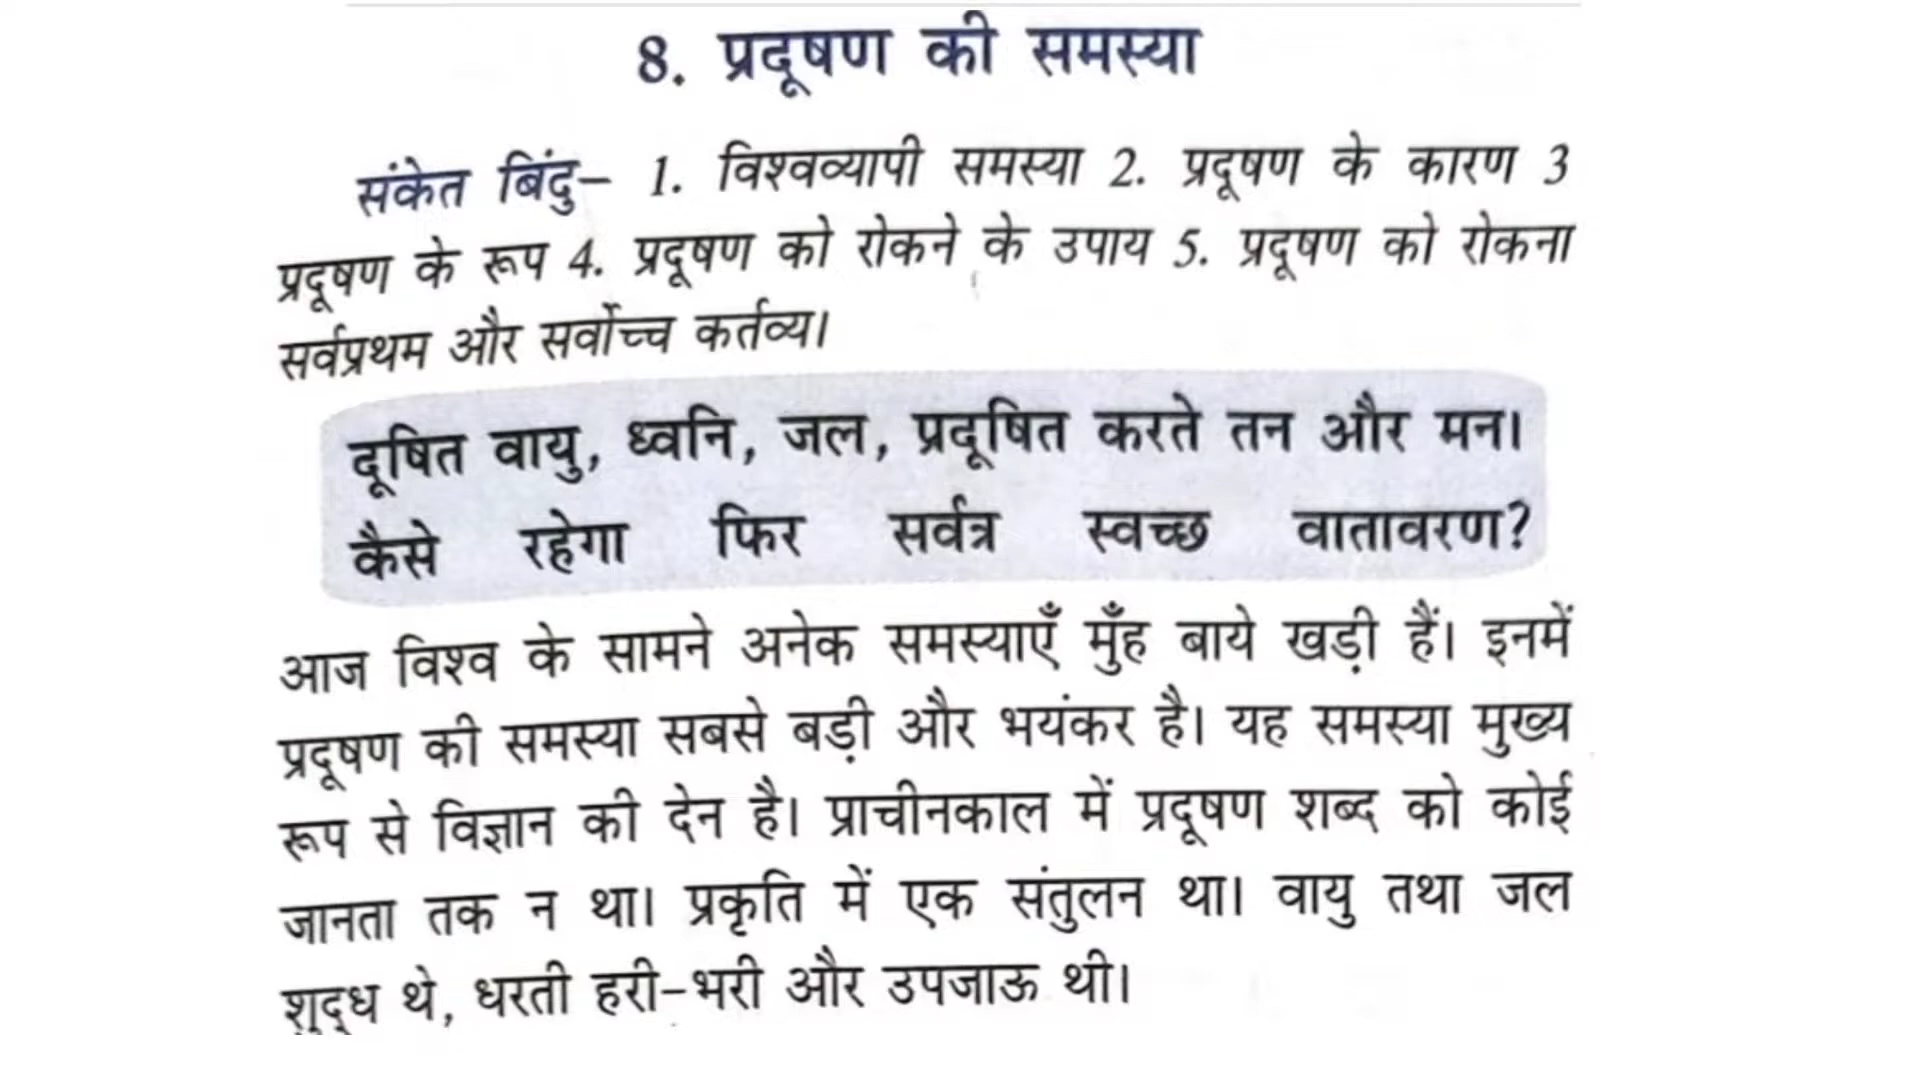 8. प्रदूषण की समस्या
संकेत बिंदु– 1. विश्वव्यापी समस्या 2. प्रदूषण के कारण 3
प्रदूषण के रूप 4. प्रदूषण को रोकने के उपाय 5. प्रदूषण को रोकना
सर्वप्रथम और सर्वोच्च कर्तव्य।
दूषित वायु, ध्वनि, जल, प्रदूषित करते तन और मन।
कैसे रहेगा फिर सर्वत्र स्वच्छ वातावरण?
आज विश्व के सामने अनेक समस्याएँ मुँह बाये खड़ी हैं। इनमें
प्रदूषण की समस्या सबसे बड़ी और भयंकर है। यह समस्या मुख्य
रूप से विज्ञान की देन है। प्राचीनकाल में प्रदूषण शब्द को कोई
जानता तक न था। प्रकृति में एक संतुलन था। वायु तथा जल
शुद्ध थे, धरती हरी-भरी और उपजाऊ थी।